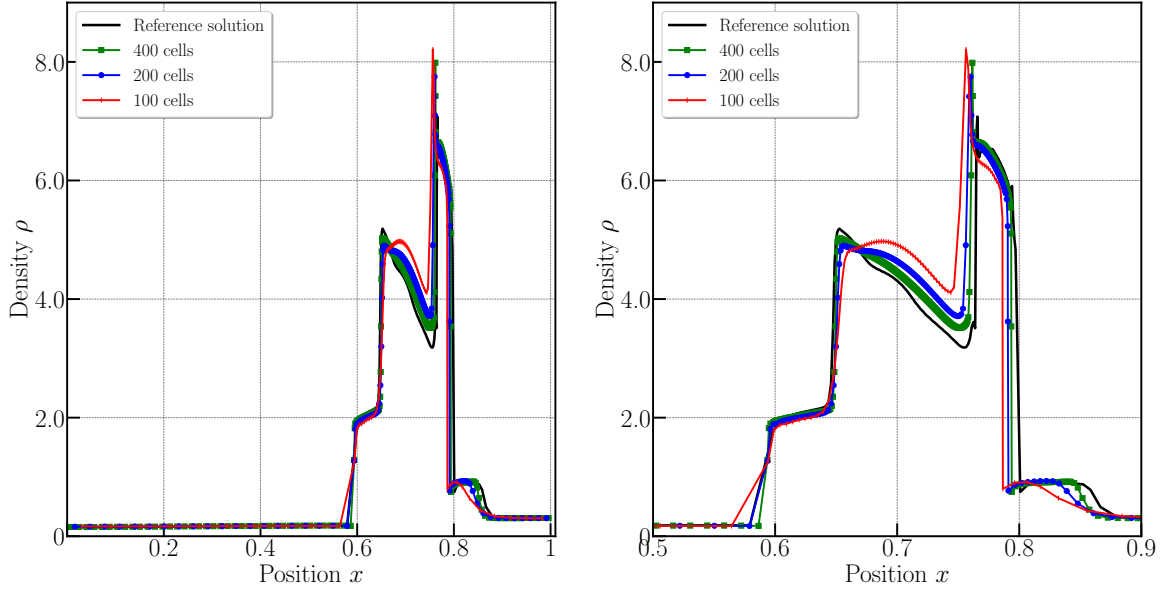 Reference solution
400 cells
200 cells
100 cells
8.0
6.0
4.0
2.0
0
0.2
0.4
0.6
0.8
1
Density ρ
Position x
Reference solution
400 cells
200 cells
100 cells
8.0
6.0
4.0
2.0
0
0.5
0.6
0.7
0.8
0.9
Density ρ
Position x